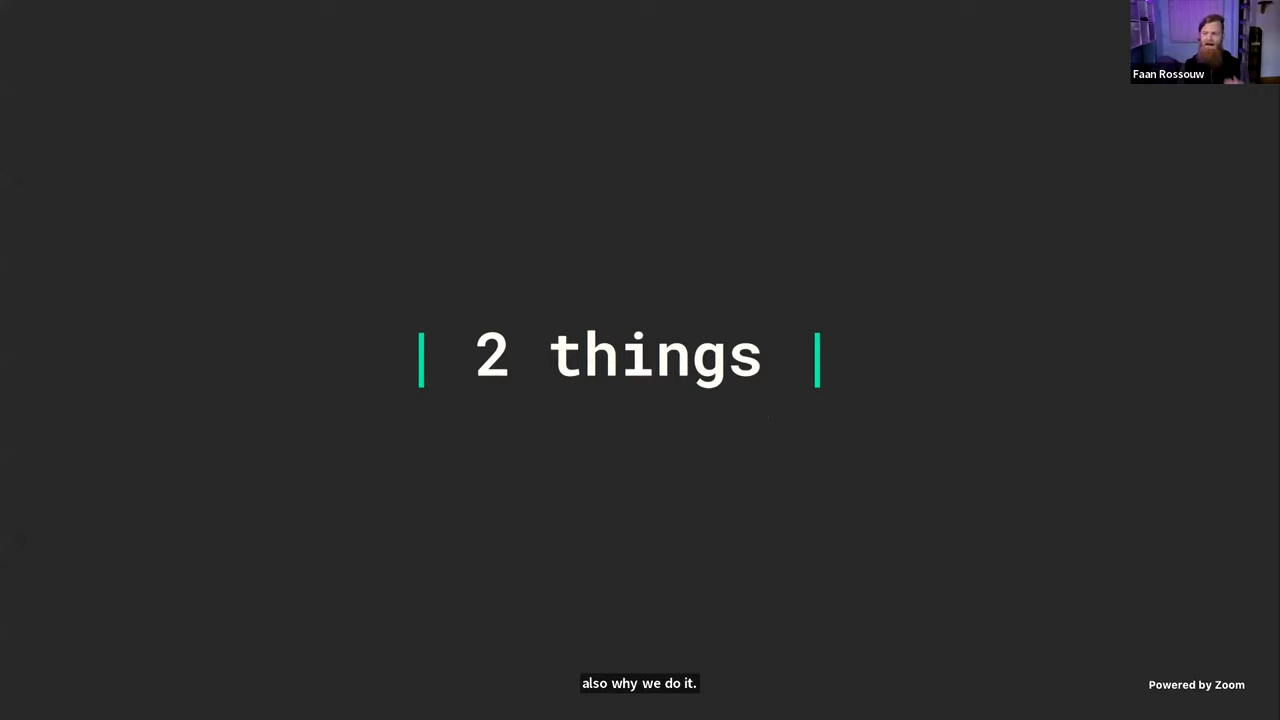 Faan Rossouw
| 2 things |
also why we do it.
Powered by Zoom